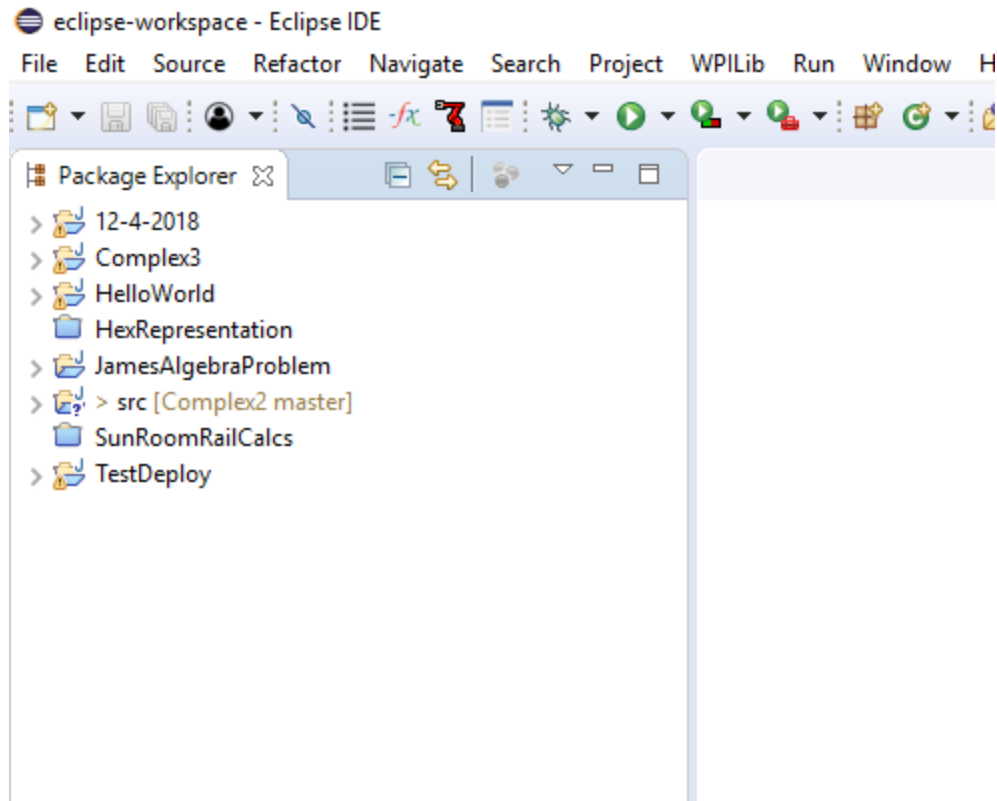 eclipse-workspace - Eclipse IDE
File Edit Source Refactor Navigate Search Project WPILib Run Window H
Package Explorer
12-4-2018
Complex3
HelloWorld
HexRepresentation
JamesAlgebraProblem
> src [Complex2 master]
SunRoomRailCalcs
TestDeploy